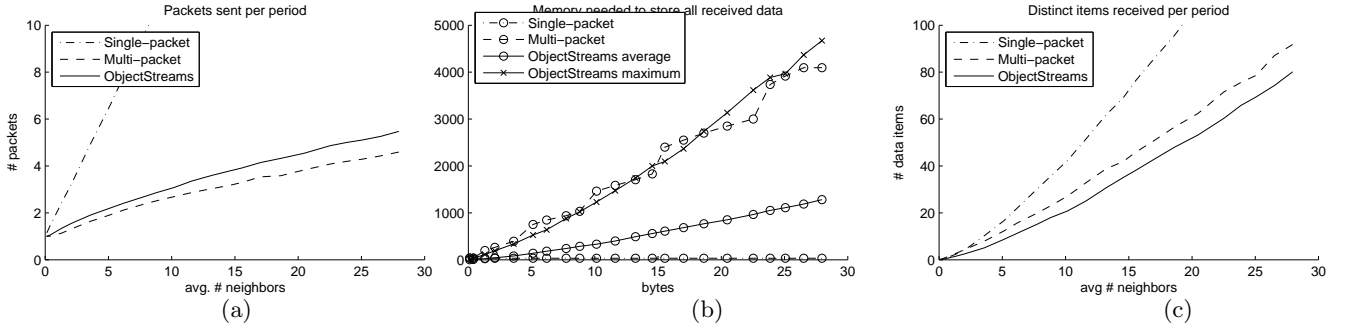 Packets sent per period
10
8
6
4
2
0
# packets
Single-packet
Multi-packet
ObjectStreams
0 5 10 15 20 25 30
avg. # neighbors
(a)
Memory needed to store all received data
5000
4000
3000
2000
1000
0
Single-packet
Multi-packet
ObjectStreams average
ObjectStreams maximum
0 5 10 15 20 25 30
bytes
(b)
Distinct items received per period
100
80
60
40
20
0
# data items
Single-packet
Multi-packet
ObjectStreams
0 5 10 15 20 25 30
avg # neighbors
(c)